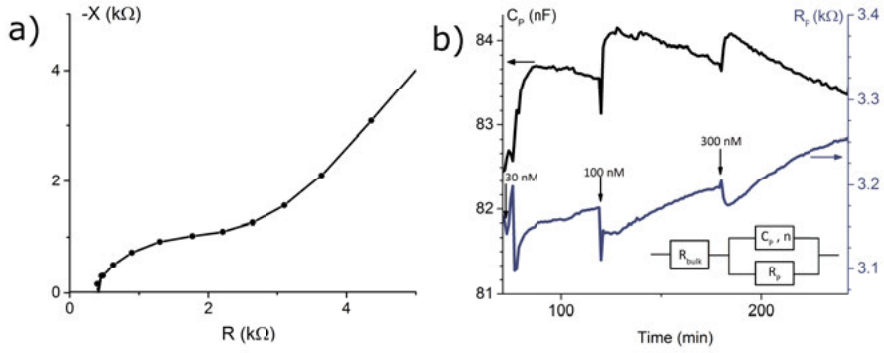 a)
-X (kΩ)
4
2
0
0
2
4
R (kΩ)
b)
C_P (nF)
R_P (kΩ)
84
83
82
81
3.4
3.3
3.2
3.1
30 nM
100 nM
300 nM
R_bulk
C_P , n
R_p
100
200
Time (min)